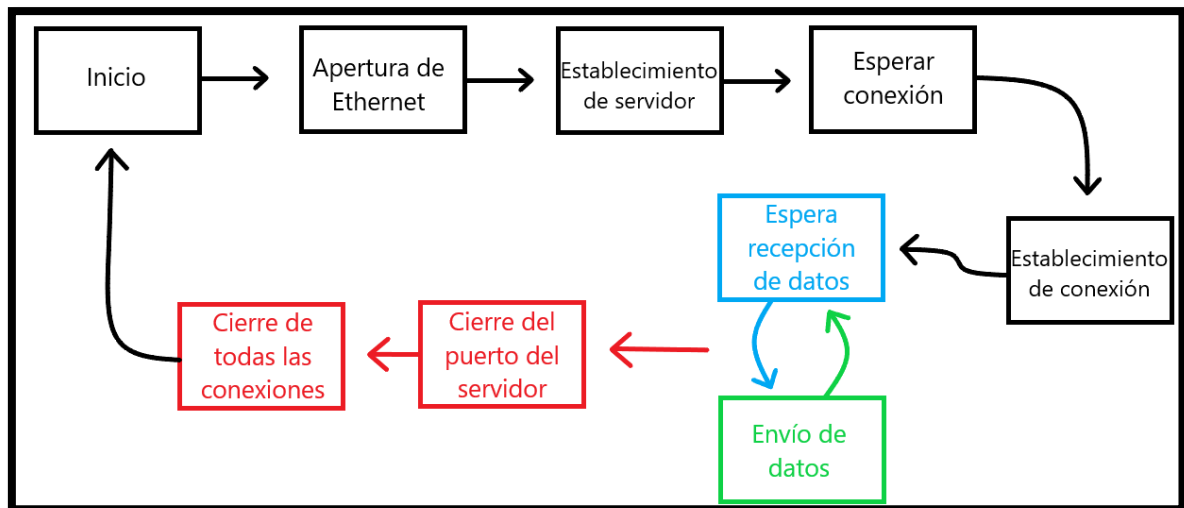 Inicio
Apertura de
Ethernet
Establecimiento
de servidor
Esperar
conexión
Establecimiento
de conexión
Espera
recepción
de datos
Envío de
datos
Cierre del
puerto del
servidor
Cierre de
todas las
conexiones